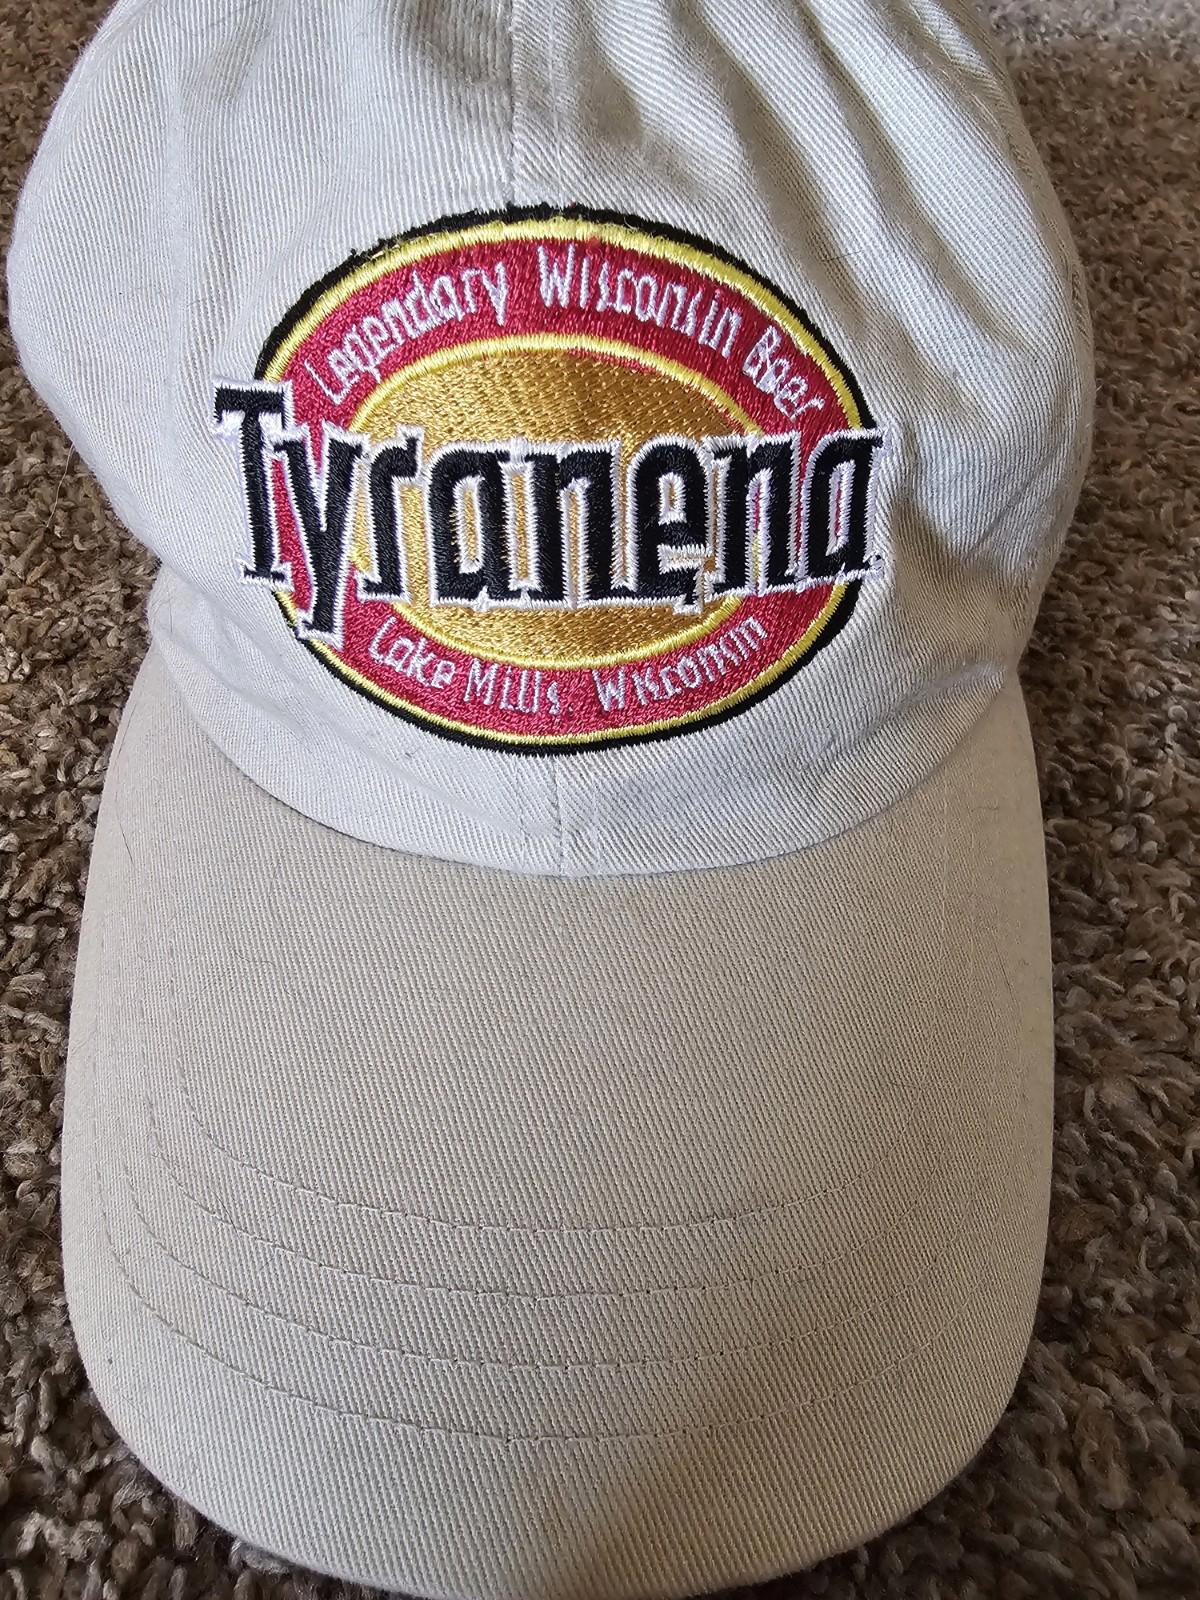 Legendary Wisconsin Beer
Tyranena
Lake Mills, Wisconsin